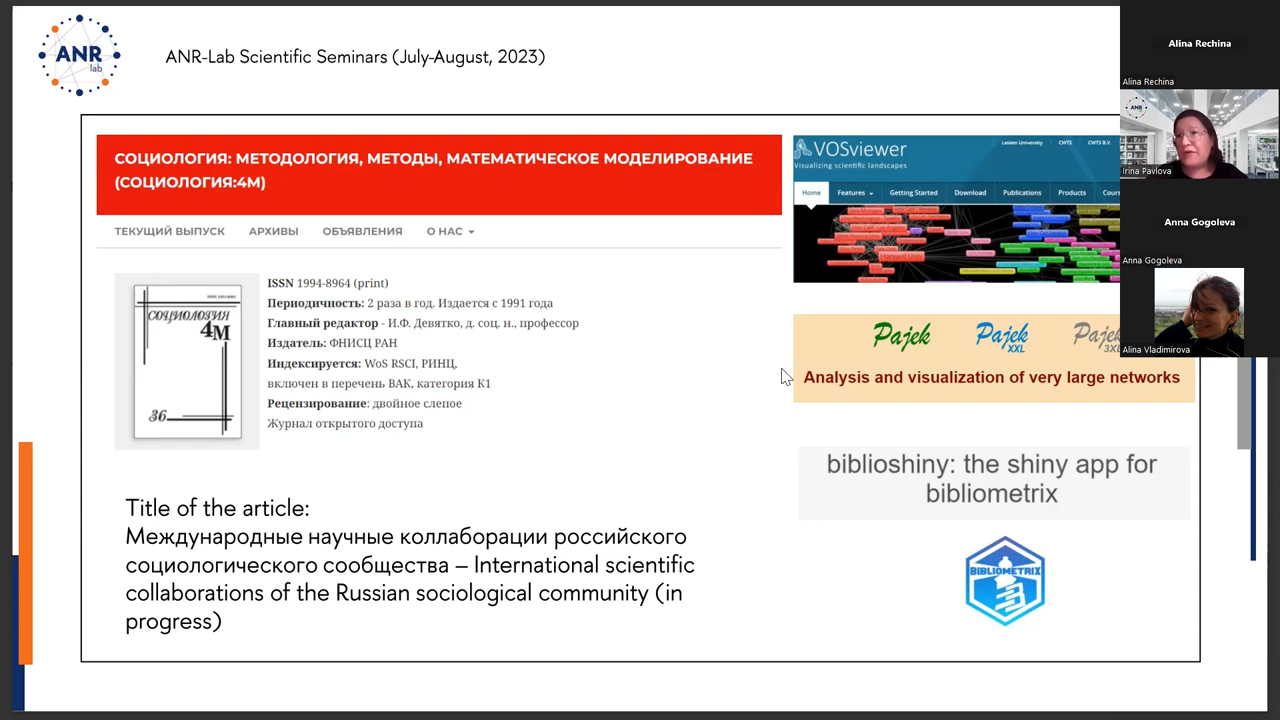 ANR
lab
ANR-Lab Scientific Seminars (July-August, 2023)
СОЦИОЛОГИЯ: МЕТОДОЛОГИЯ, МЕТОДЫ, МАТЕМАТИЧЕСКОЕ МОДЕЛИРОВАНИЕ
(СОЦИОЛОГИЯ:4М)
ТЕКУЩИЙ ВЫПУСК АРХИВЫ ОБЪЯВЛЕНИЯ О НАС
СОЦИОЛОГИЯ
4М
36
ISSN 1994-8964 (print)
Периодичность: 2 раза в год. Издается с 1991 года
Главный редактор - И.Ф. Девятко, д. соц. н., профессор
Издатель: ФНИСЦ РАН
Индексируется: WoS RSCI, РИНЦ,
включен в перечень ВАК, категория К1
Рецензирование: двойное слепое
Журнал открытого доступа
Title of the article:
Международные научные коллаборации российского
социологического сообщества – International scientific
collaborations of the Russian sociological community (in
progress)
VOSviewer
Visualizing scientific landscapes
Leiden University CWTS CWTS B.V.
Home Features Getting Started Download Publications Products Cours
Harvard Univ
Pajek Pajek XXL Pajek 3XL
Analysis and visualization of very large networks
biblioshiny: the shiny app for
bibliometrix
BIBLIOMETRIX
Alina Rechina
Alina Rechina
ANR
Irina Pavlova
Anna Gogoleva
Anna Gogoleva
Alina Vladimirova